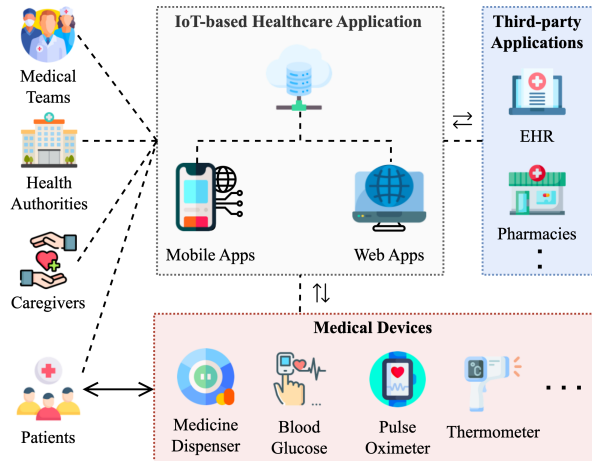 IoT-based Healthcare Application
Third-party
Applications
Medical
Teams
EHR
Health
Authorities
Mobile Apps
Web Apps
Pharmacies
Caregivers
Medical Devices
°C
Patients
Medicine
Dispenser
Blood
Glucose
Pulse
Oximeter
Thermometer